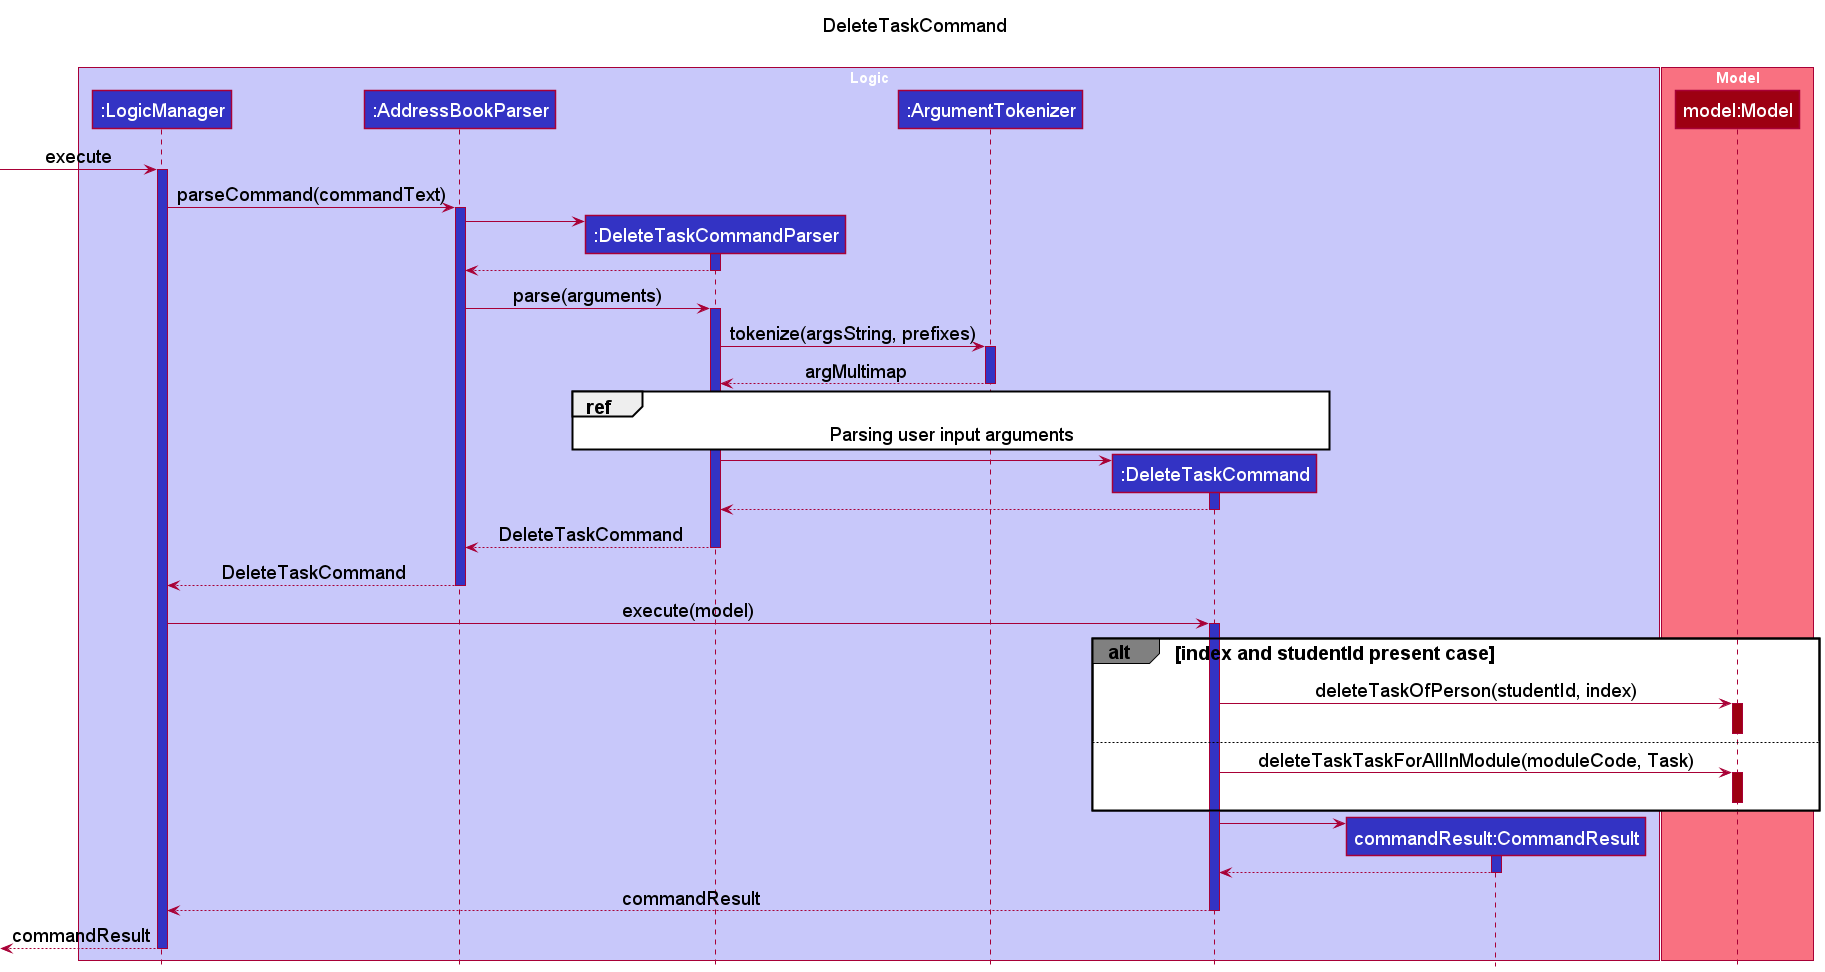 DeleteTaskCommand
Logic
Model
:LogicManager
:AddressBookParser
:ArgumentTokenizer
model:Model
execute
parseCommand(commandText)
:DeleteTaskCommandParser
parse(arguments)
tokenize(argsString, prefixes)
argMultimap
ref
Parsing user input arguments
:DeleteTaskCommand
DeleteTaskCommand
DeleteTaskCommand
execute(model)
alt [index and studentId present case]
deleteTaskOfPerson(studentId, index)
deleteTaskTaskForAllInModule(moduleCode, Task)
commandResult:CommandResult
commandResult
commandResult